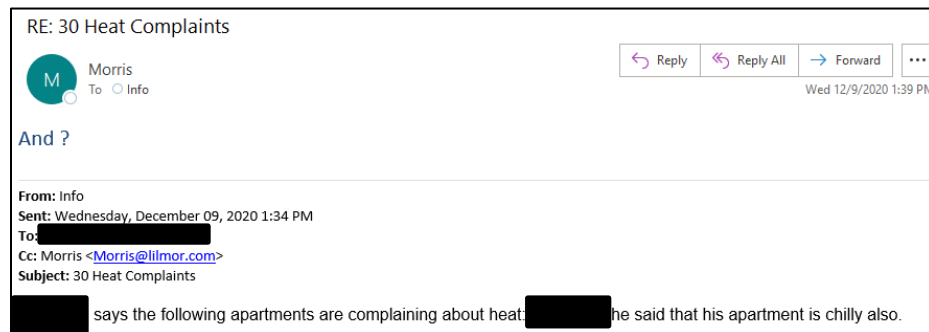 RE: 30 Heat Complaints
M
Morris
To Info
Reply Reply All Forward ...
Wed 12/9/2020 1:39 PM
And ?
From: Info
Sent: Wednesday, December 09, 2020 1:34 PM
To:
Cc: Morris <Morris@lilmor.com>
Subject: 30 Heat Complaints
says the following apartments are complaining about heat: he said that his apartment is chilly also.